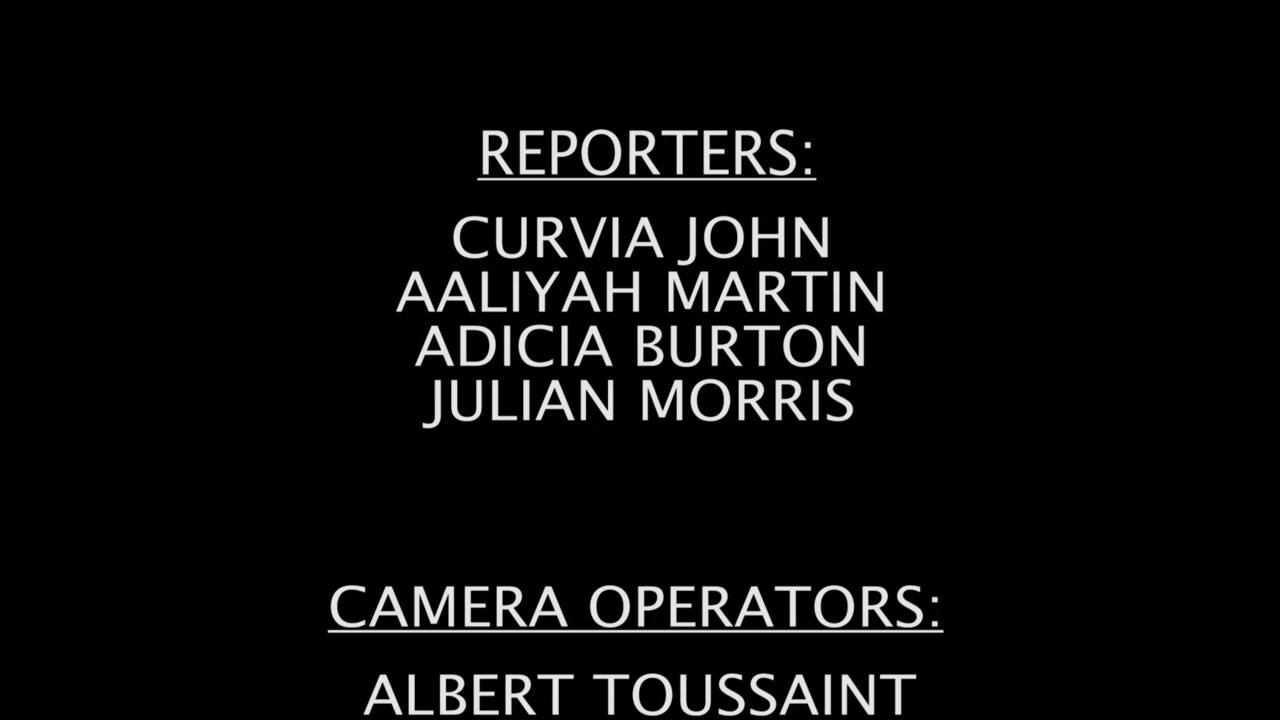 REPORTERS:
CURVIA JOHN
AALIYAH MARTIN
ADICIA BURTON
JULIAN MORRIS
CAMERA OPERATORS:
ALBERT TOUSSAINT